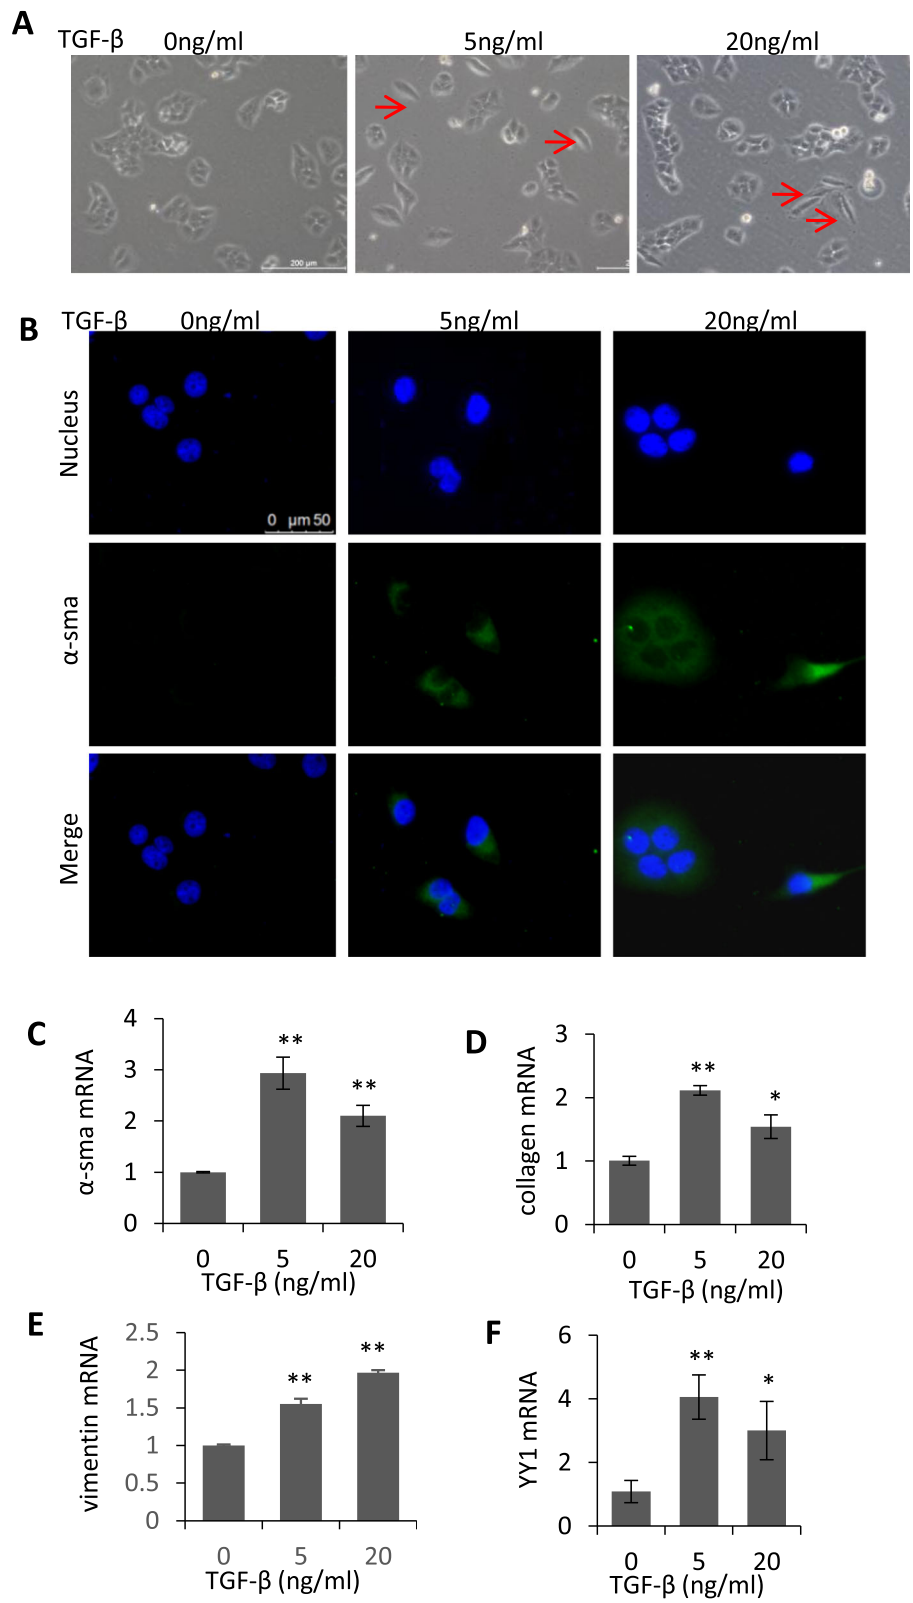 A
TGF-β 0ng/ml 5ng/ml 20ng/ml
200 µm
2
B
TGF-β 0ng/ml 5ng/ml 20ng/ml
Nucleus
0 µm 50
α-sma
Merge
C
α-sma mRNA
4
3
2
1
0
** **
0 5 20
TGF-β (ng/ml)
D
collagen mRNA
3
2
1
0
** *
0 5 20
TGF-β (ng/ml)
E
vimentin mRNA
2.5
2
1.5
1
0.5
0
** **
0 5 20
TGF-β (ng/ml)
F
YY1 mRNA
6
4
2
0
** *
0 5 20
TGF-β (ng/ml)